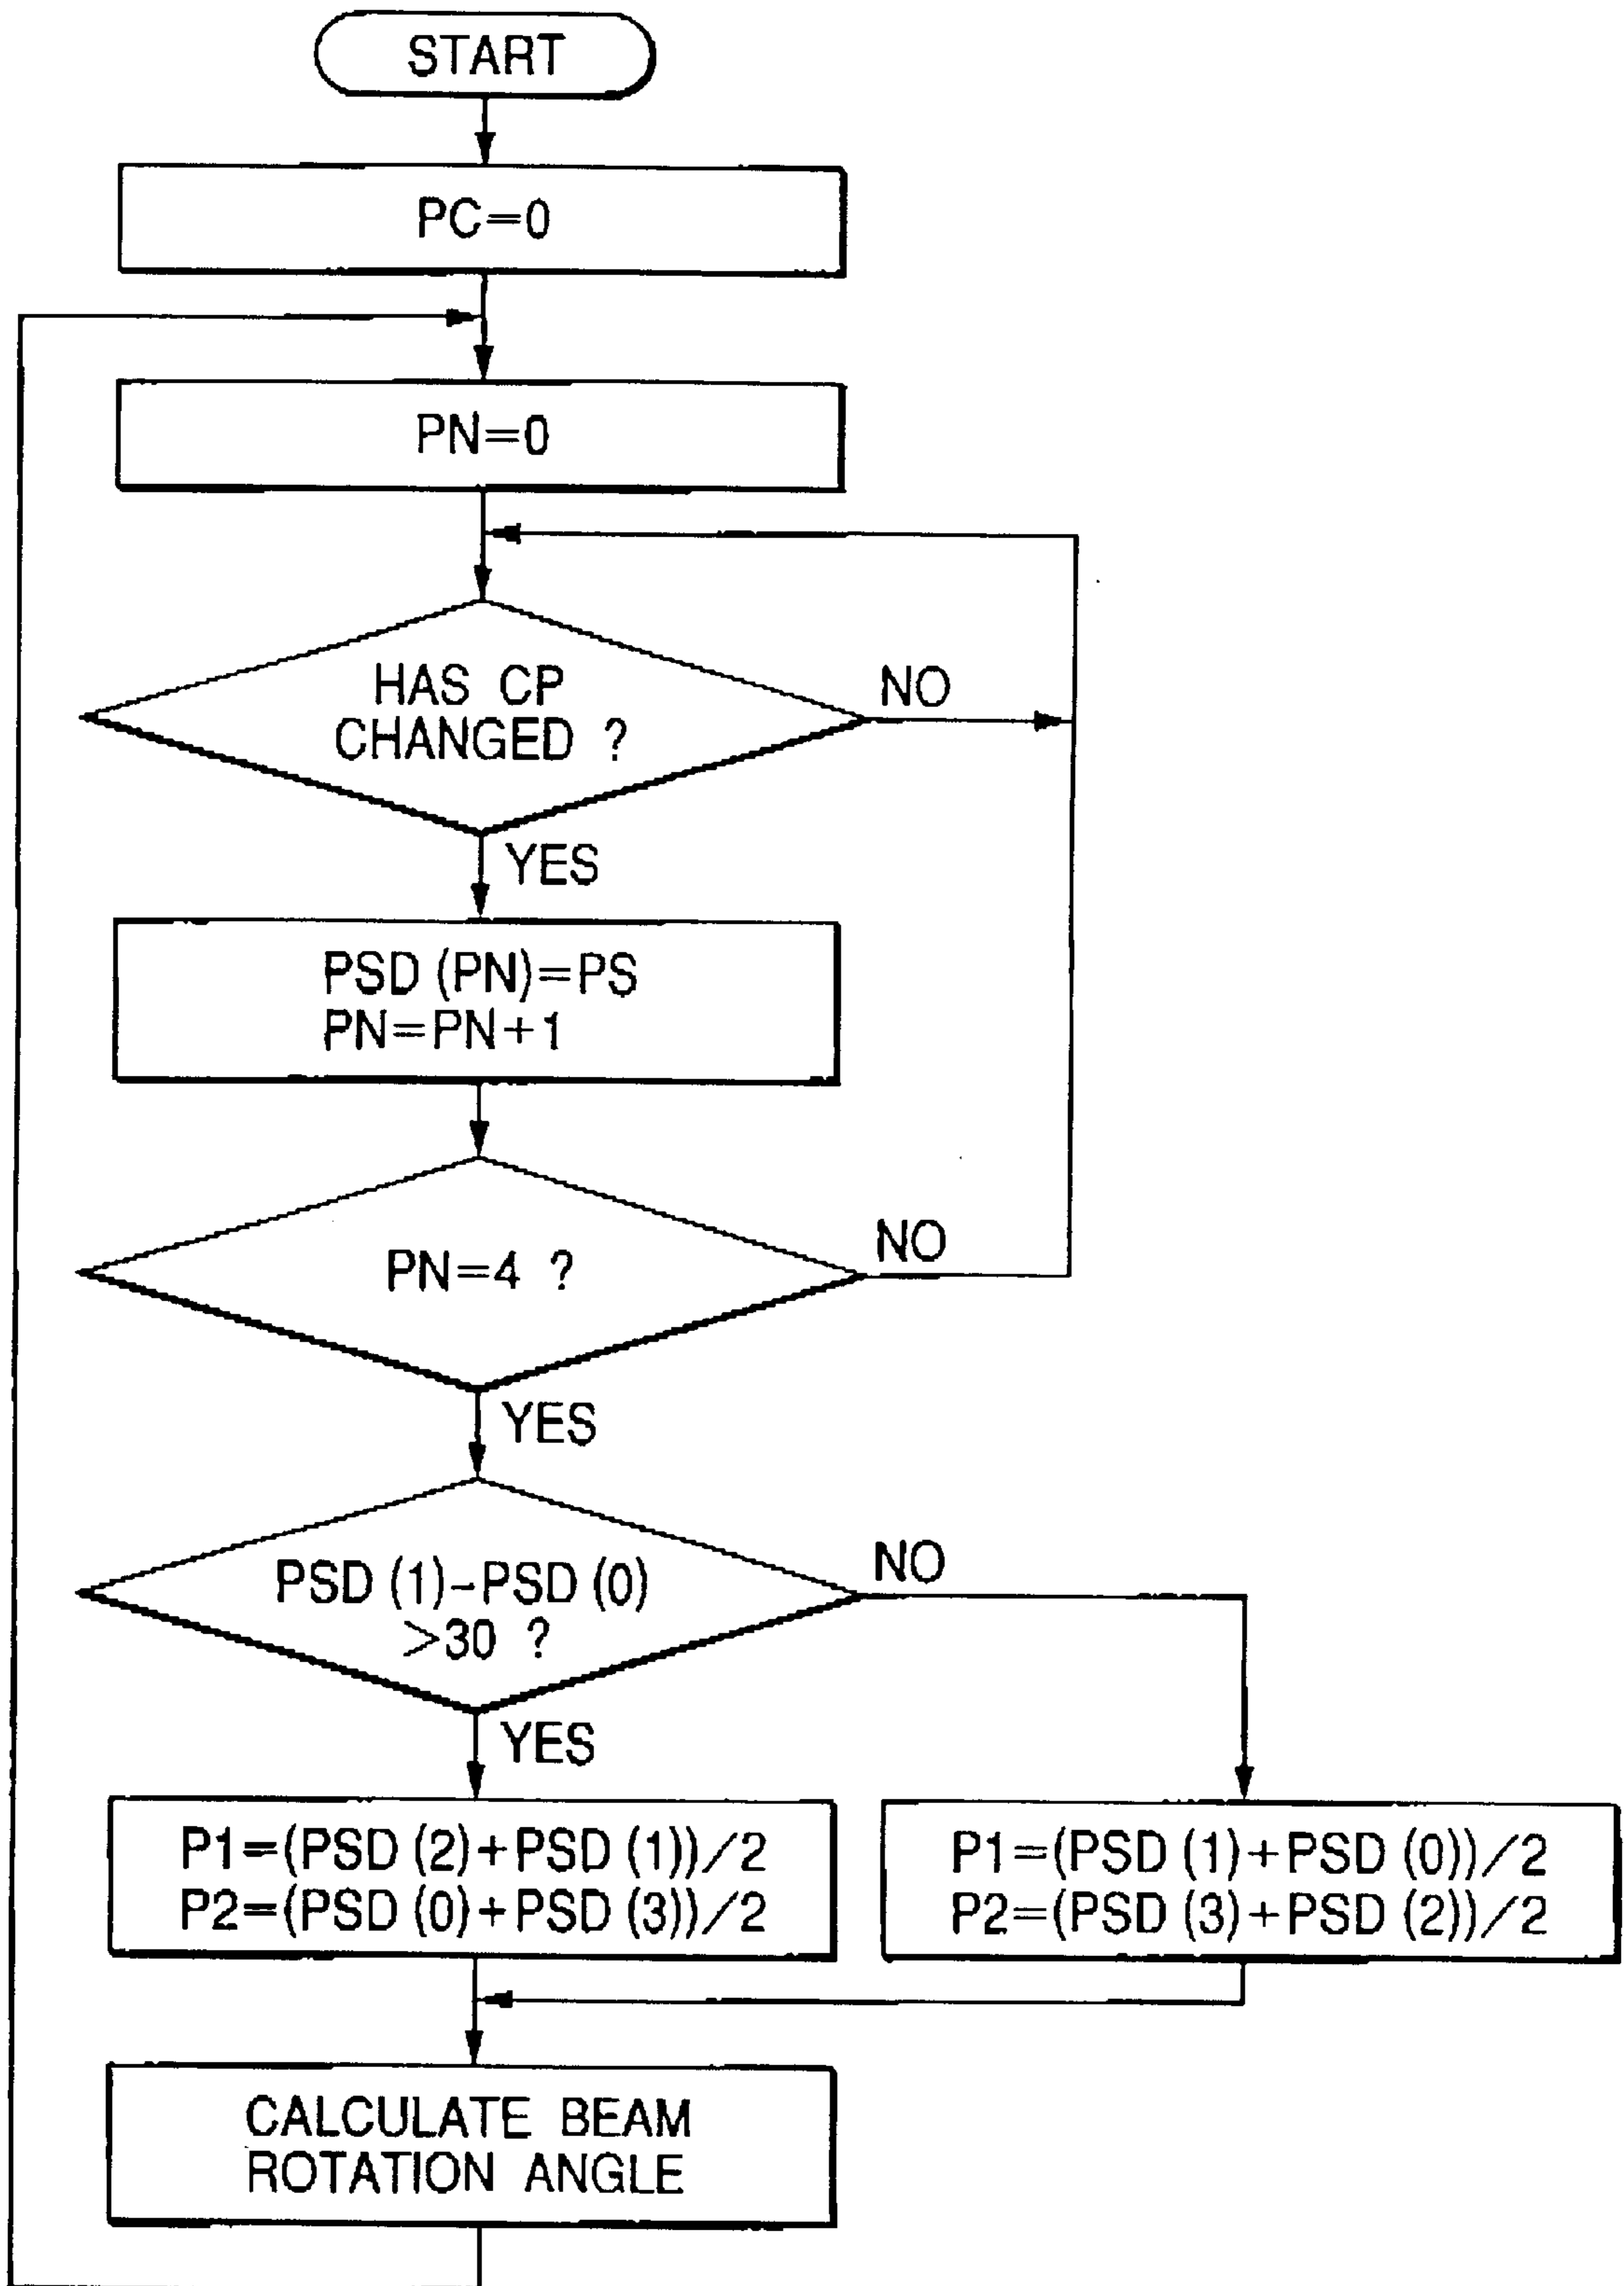 START
PC=0
PN=0
HAS CP
CHANGED ?
NO
YES
PSD (PN)=PS
PN=PN+1
PN=4 ?
NO
YES
PSD (1)-PSD (0)
>30 ?
NO
YES
P1=(PSD (2)+PSD (1))/2
P2=(PSD (0)+PSD (3))/2
P1=(PSD (1)+PSD (0))/2
P2=(PSD (3)+PSD (2))/2
CALCULATE BEAM
ROTATION ANGLE